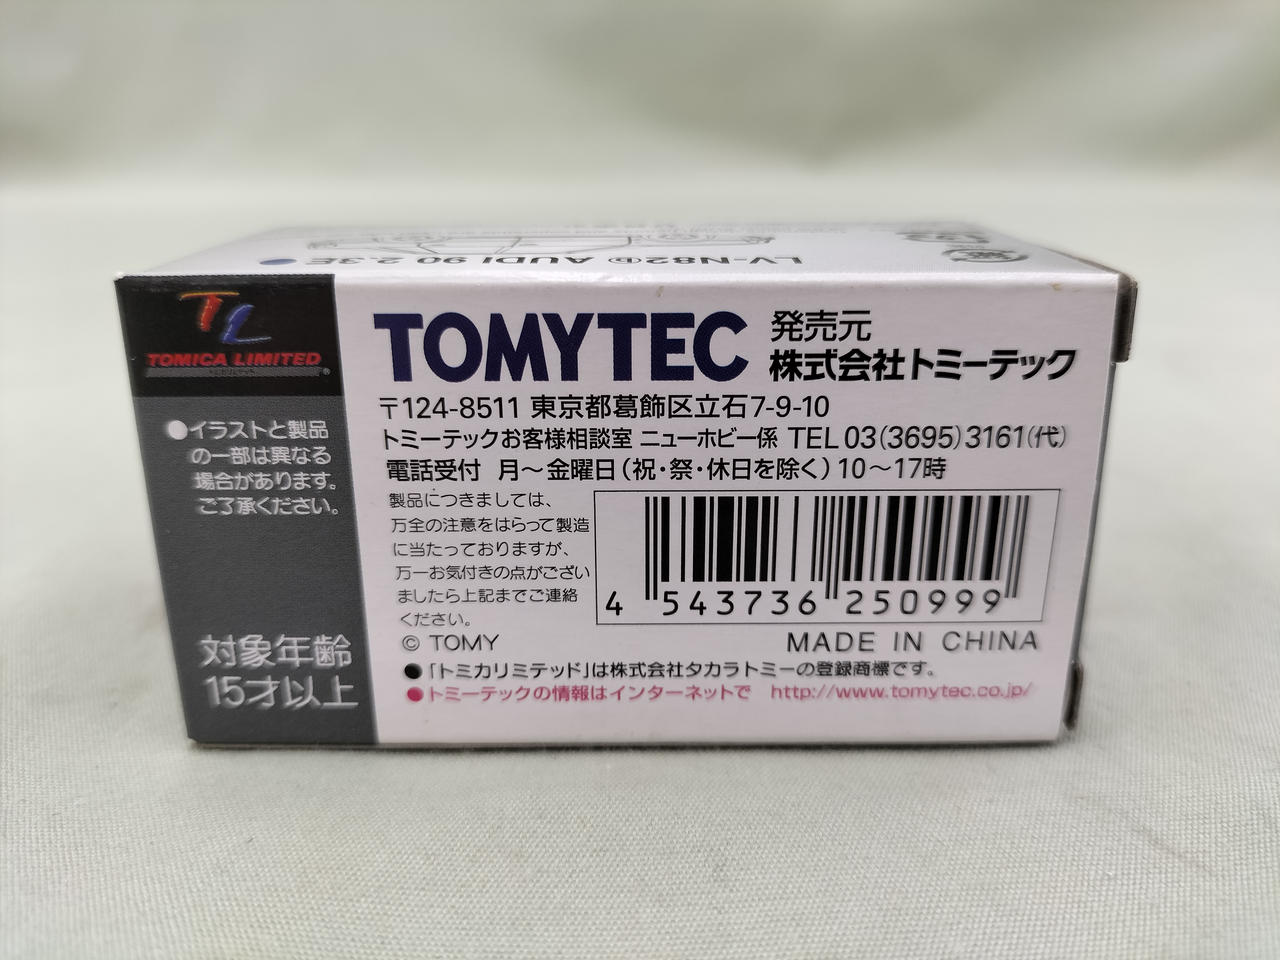 LV-N82ⓑ AUDI 90 2.3E
TL
TOMICA LIMITED
トミカリミテッド
®
●イラストと製品
の一部は異なる
場合があります。
ご了承ください。
対象年齢
15才以上
TOMYTEC
発売元
株式会社トミーテック
〒124-8511 東京都葛飾区立石7-9-10
トミーテックお客様相談室 ニューホビー係 TEL 03(3695)3161(代)
電話受付 月～金曜日(祝・祭・休日を除く)10～17時
製品につきましては、
万全の注意をはらって製造
に当たっておりますが、
万一お気付きの点がござい
ましたら上記までご連絡
ください。
4 543736 250999
© TOMY
MADE IN CHINA
●「トミカリミテッド」は株式会社タカラトミーの登録商標です。
●トミーテックの情報はインターネットで http://www.tomytec.co.jp/